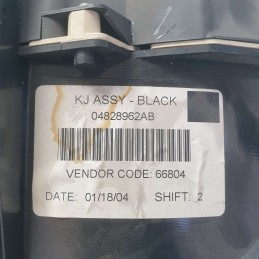 KJ ASSY - BLACK
04828962AB
VENDOR CODE: 66804
DATE: 01/18/04 SHIFT: 2